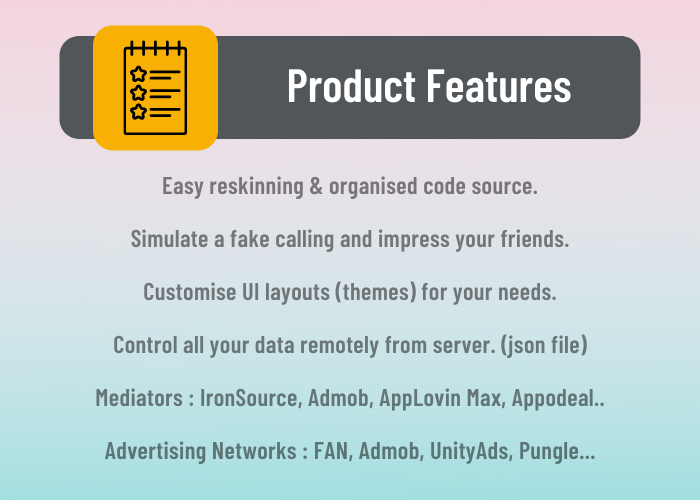 Product Features
Easy reskinning & organised code source.
Simulate a fake calling and impress your friends.
Customise UI layouts (themes) for your needs.
Control all your data remotely from server. (json file)
Mediators : IronSource, Admob, AppLovin Max, Appodeal..
Advertising Networks : FAN, Admob, UnityAds, Pungle...